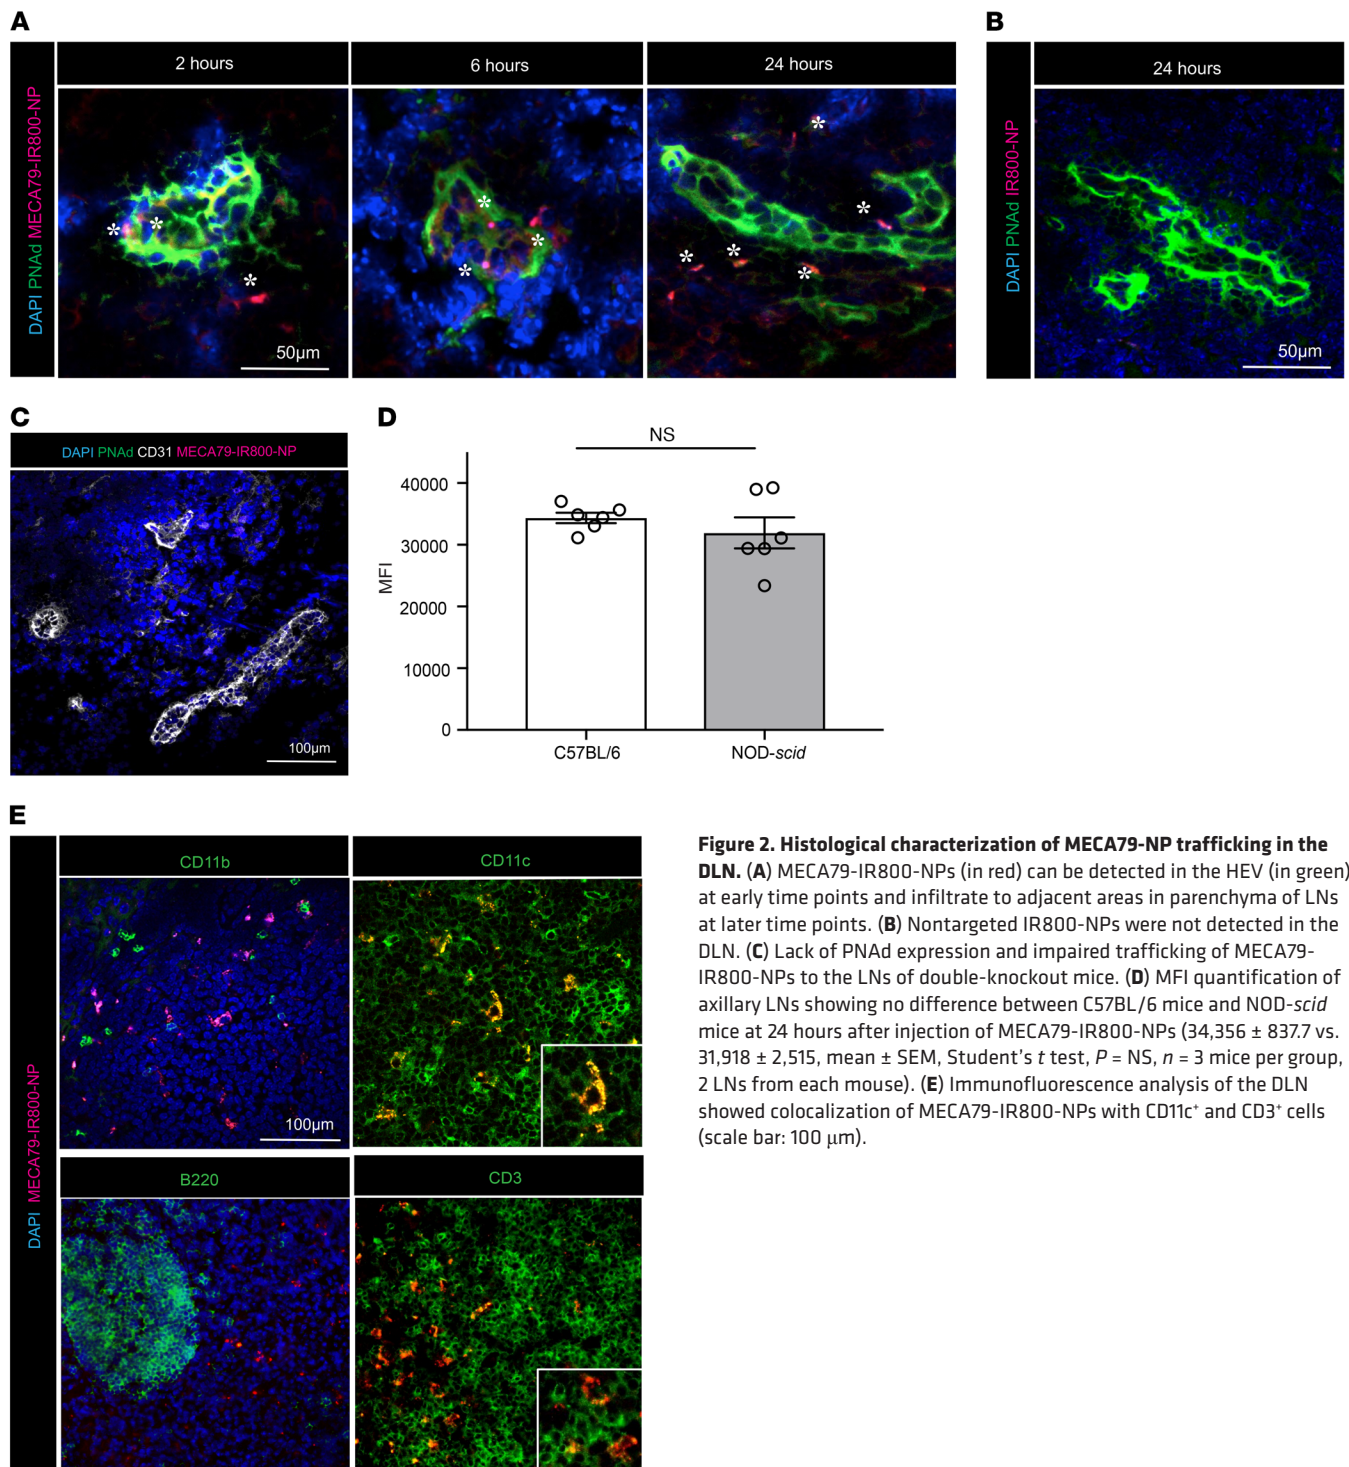 A
B
2 hours
6 hours
24 hours
24 hours
DAPI PNAd MECA79-IR800-NP
DAPI PNAd IR800-NP
* * *
* * *
* * * * *
50µm
50µm
C
D
DAPI PNAd CD31 MECA79-IR800-NP
100µm
NS
MFI
40000
30000
20000
10000
0
C57BL/6
NOD-scid
E
CD11b
CD11c
DAPI MECA79-IR800-NP
100µm
B220
CD3
Figure 2. Histological characterization of MECA79-NP trafficking in the
DLN. (A) MECA79-IR800-NPs (in red) can be detected in the HEV (in green)
at early time points and infiltrate to adjacent areas in parenchyma of LNs
at later time points. (B) Nontargeted IR800-NPs were not detected in the
DLN. (C) Lack of PNAd expression and impaired trafficking of MECA79-
IR800-NPs to the LNs of double-knockout mice. (D) MFI quantification of
axillary LNs showing no difference between C57BL/6 mice and NOD-scid
mice at 24 hours after injection of MECA79-IR800-NPs (34,356 ± 837.7 vs.
31,918 ± 2,515, mean ± SEM, Student's t test, P = NS, n = 3 mice per group,
2 LNs from each mouse). (E) Immunofluorescence analysis of the DLN
showed colocalization of MECA79-IR800-NPs with CD11c⁺ and CD3⁺ cells
(scale bar: 100 µm).